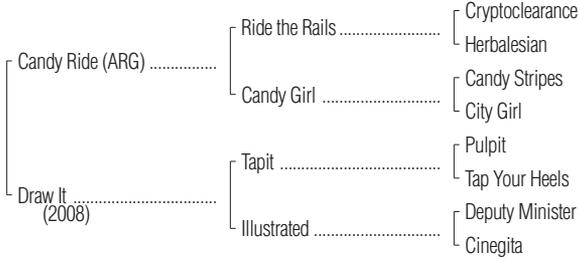 Cryptoclearance
Ride the Rails ....................
Herbalesian
Candy Ride (ARG) .............
Candy Stripes
Candy Girl .......................
City Girl
Pulpit
Tapit ................................
Tap Your Heels
Draw It ...........................
(2008)
Deputy Minister
Illustrated .........................
Cinegita